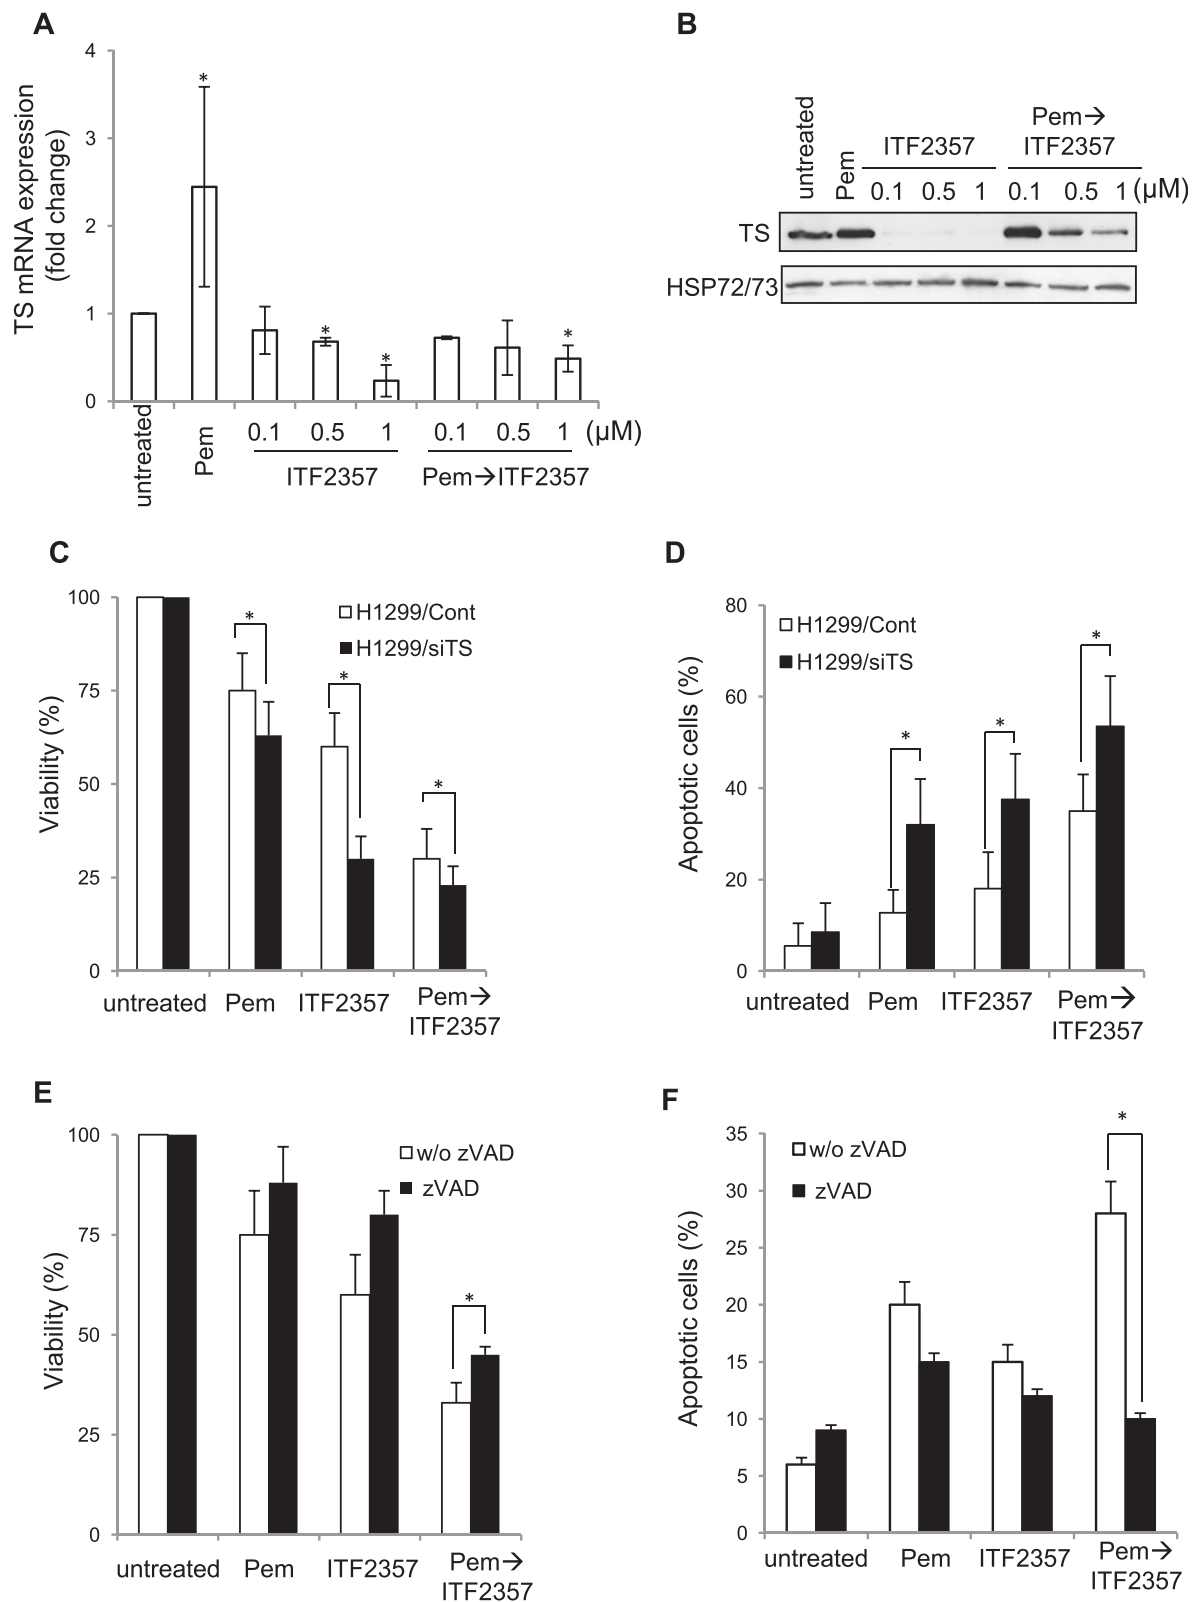 A
TS mRNA expression
(fold change)
4
3
2
1
0
*
*
*
*
untreated
Pem
0.1 0.5 1 0.1 0.5 1 (µM)
ITF2357 Pem→ITF2357
B
untreated
Pem
ITF2357
Pem→
ITF2357
0.1 0.5 1 0.1 0.5 1 (µM)
TS
HSP72/73
C
Viability (%)
100
75
50
25
0
H1299/Cont
H1299/siTS
*
*
*
untreated Pem ITF2357 Pem→
ITF2357
D
Apoptotic cells (%)
80
60
40
20
0
H1299/Cont
H1299/siTS
*
*
*
untreated Pem ITF2357 Pem→
ITF2357
E
Viability (%)
100
75
50
25
0
w/o zVAD
zVAD
*
untreated Pem ITF2357 Pem→
ITF2357
F
Apoptotic cells (%)
35
30
25
20
15
10
5
0
w/o zVAD
zVAD
*
untreated Pem ITF2357 Pem→
ITF2357